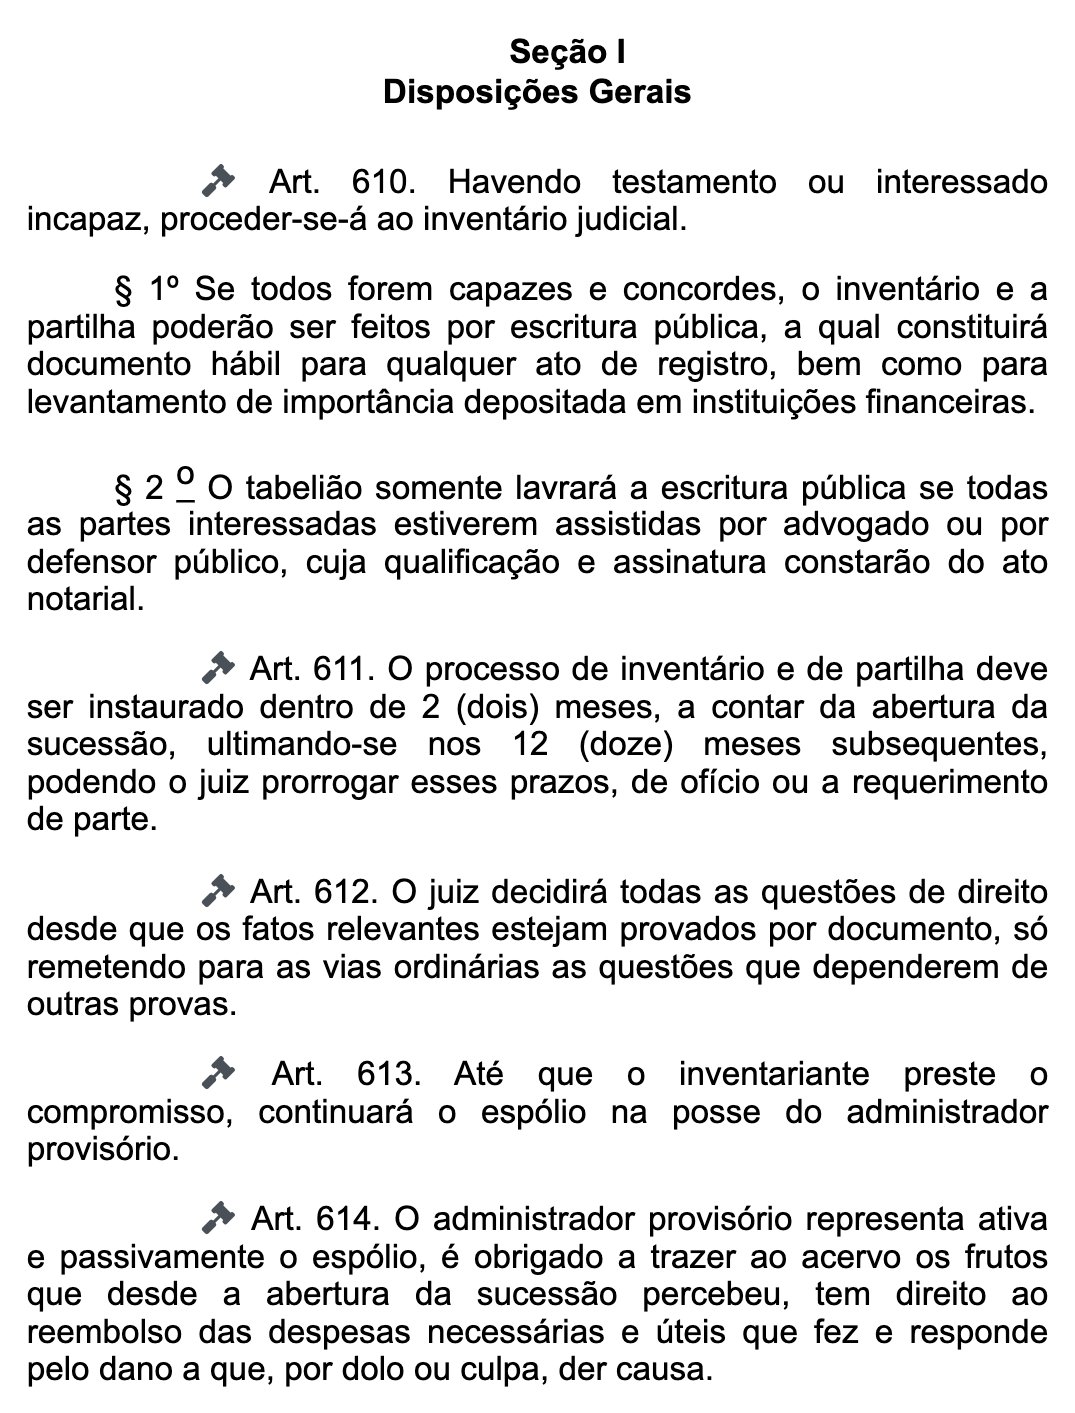 Seção I
Disposições Gerais
Art. 610. Havendo testamento ou interessado
incapaz, proceder-se-á ao inventário judicial.
§ 1º Se todos forem capazes e concordes, o inventário e a
partilha poderão ser feitos por escritura pública, a qual constituirá
documento hábil para qualquer ato de registro, bem como para
levantamento de importância depositada em instituições financeiras.
§ 2 º O tabelião somente lavrará a escritura pública se todas
as partes interessadas estiverem assistidas por advogado ou por
defensor público, cuja qualificação e assinatura constarão do ato
notarial.
Art. 611. O processo de inventário e de partilha deve
ser instaurado dentro de 2 (dois) meses, a contar da abertura da
sucessão, ultimando-se nos 12 (doze) meses subsequentes,
podendo o juiz prorrogar esses prazos, de ofício ou a requerimento
de parte.
Art. 612. O juiz decidirá todas as questões de direito
desde que os fatos relevantes estejam provados por documento, só
remetendo para as vias ordinárias as questões que dependerem de
outras provas.
Art. 613. Até que o inventariante preste o
compromisso, continuará o espólio na posse do administrador
provisório.
Art. 614. O administrador provisório representa ativa
e passivamente o espólio, é obrigado a trazer ao acervo os frutos
que desde a abertura da sucessão percebeu, tem direito ao
reembolso das despesas necessárias e úteis que fez e responde
pelo dano a que, por dolo ou culpa, der causa.